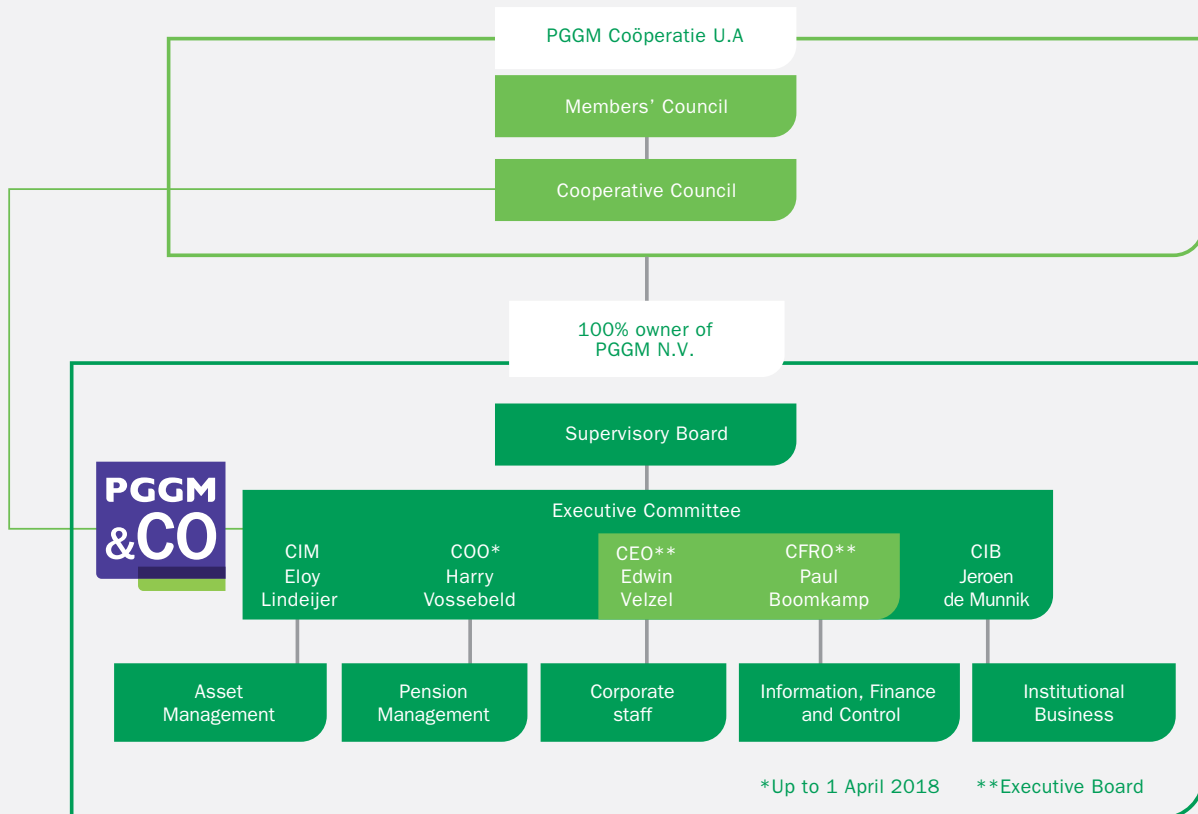 PGGM Coöperatie U.A
Members' Council
Cooperative Council
100% owner of
PGGM N.V.
Supervisory Board
PGGM
&CO
Executive Committee
CIM
Eloy
Lindeijer
COO*
Harry
Vossebeld
CEO**
Edwin
Velzel
CFRO**
Paul
Boomkamp
CIB
Jeroen
de Munnik
Asset
Management
Pension
Management
Corporate
staff
Information, Finance
and Control
Institutional
Business
*Up to 1 April 2018 **Executive Board